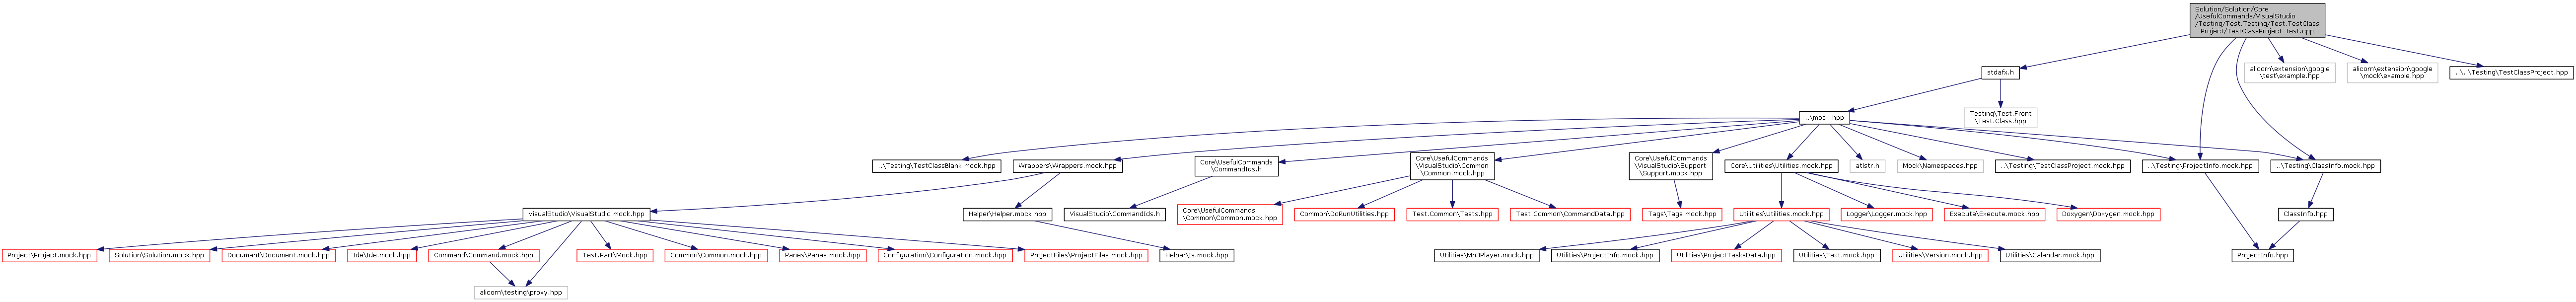 Solution/Solution/Core
/UsefulCommands/VisualStudio
/Testing/Test.Testing/Test.TestClass
Project/TestClassProject_test.cpp
stdafx.h
alicorn\extension\google
\test\example.hpp
alicorn\extension\google
\mock\example.hpp
..\..\Testing\TestClassProject.hpp
..\mock.hpp
Testing\Test.Front
\Test.Class.hpp
..\Testing\TestClassBlank.mock.hpp
Wrappers\Wrappers.mock.hpp
Core\UsefulCommands
\CommandIds.h
Core\UsefulCommands
\VisualStudio\Common
\Common.mock.hpp
Core\UsefulCommands
\VisualStudio\Support
\Support.mock.hpp
Core\Utilities\Utilities.mock.hpp
atlstr.h
Mock\Namespaces.hpp
..\Testing\TestClassProject.mock.hpp
..\Testing\ProjectInfo.mock.hpp
..\Testing\ClassInfo.mock.hpp
VisualStudio\VisualStudio.mock.hpp
Helper\Helper.mock.hpp
VisualStudio\CommandIds.h
Core\UsefulCommands
\Common\Common.mock.hpp
Common\DoRunUtilities.hpp
Test.Common\Tests.hpp
Test.Common\CommandData.hpp
Tags\Tags.mock.hpp
Utilities\Utilities.mock.hpp
Logger\Logger.mock.hpp
Execute\Execute.mock.hpp
Doxygen\Doxygen.mock.hpp
ClassInfo.hpp
Project\Project.mock.hpp
Solution\Solution.mock.hpp
Document\Document.mock.hpp
Ide\Ide.mock.hpp
Command\Command.mock.hpp
Test.Part\Mock.hpp
Common\Common.mock.hpp
Panes\Panes.mock.hpp
Configuration\Configuration.mock.hpp
ProjectFiles\ProjectFiles.mock.hpp
Helper\Is.mock.hpp
Utilities\Mp3Player.mock.hpp
Utilities\ProjectInfo.mock.hpp
Utilities\ProjectTasksData.hpp
Utilities\Text.mock.hpp
Utilities\Version.mock.hpp
Utilities\Calendar.mock.hpp
ProjectInfo.hpp
alicorn\testing\proxy.hpp